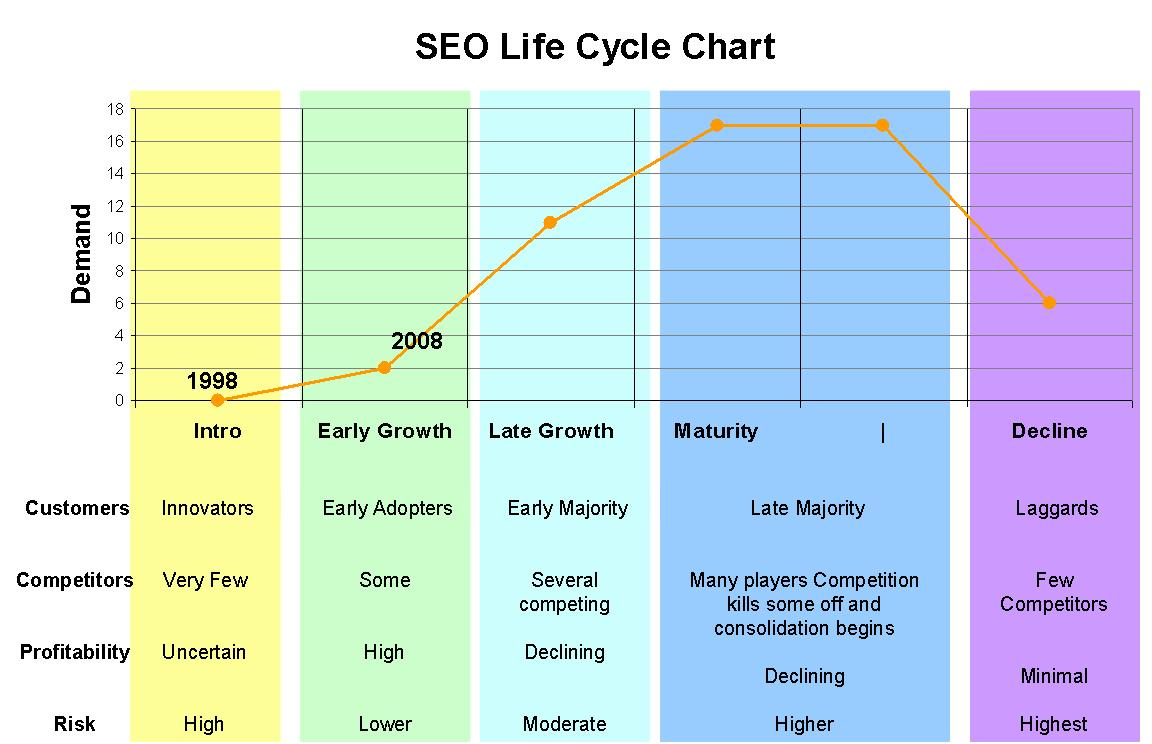 SEO Life Cycle Chart
18
16
14
12
10
8
6
4
2
0
Demand
1998
2008
Intro Early Growth Late Growth Maturity | Decline
Customers Innovators Early Adopters Early Majority Late Majority Laggards
Competitors Very Few Some Several Many players Competition Few
competing kills some off and Competitors
consolidation begins
Profitability Uncertain High Declining
Declining Minimal
Risk High Lower Moderate Higher Highest